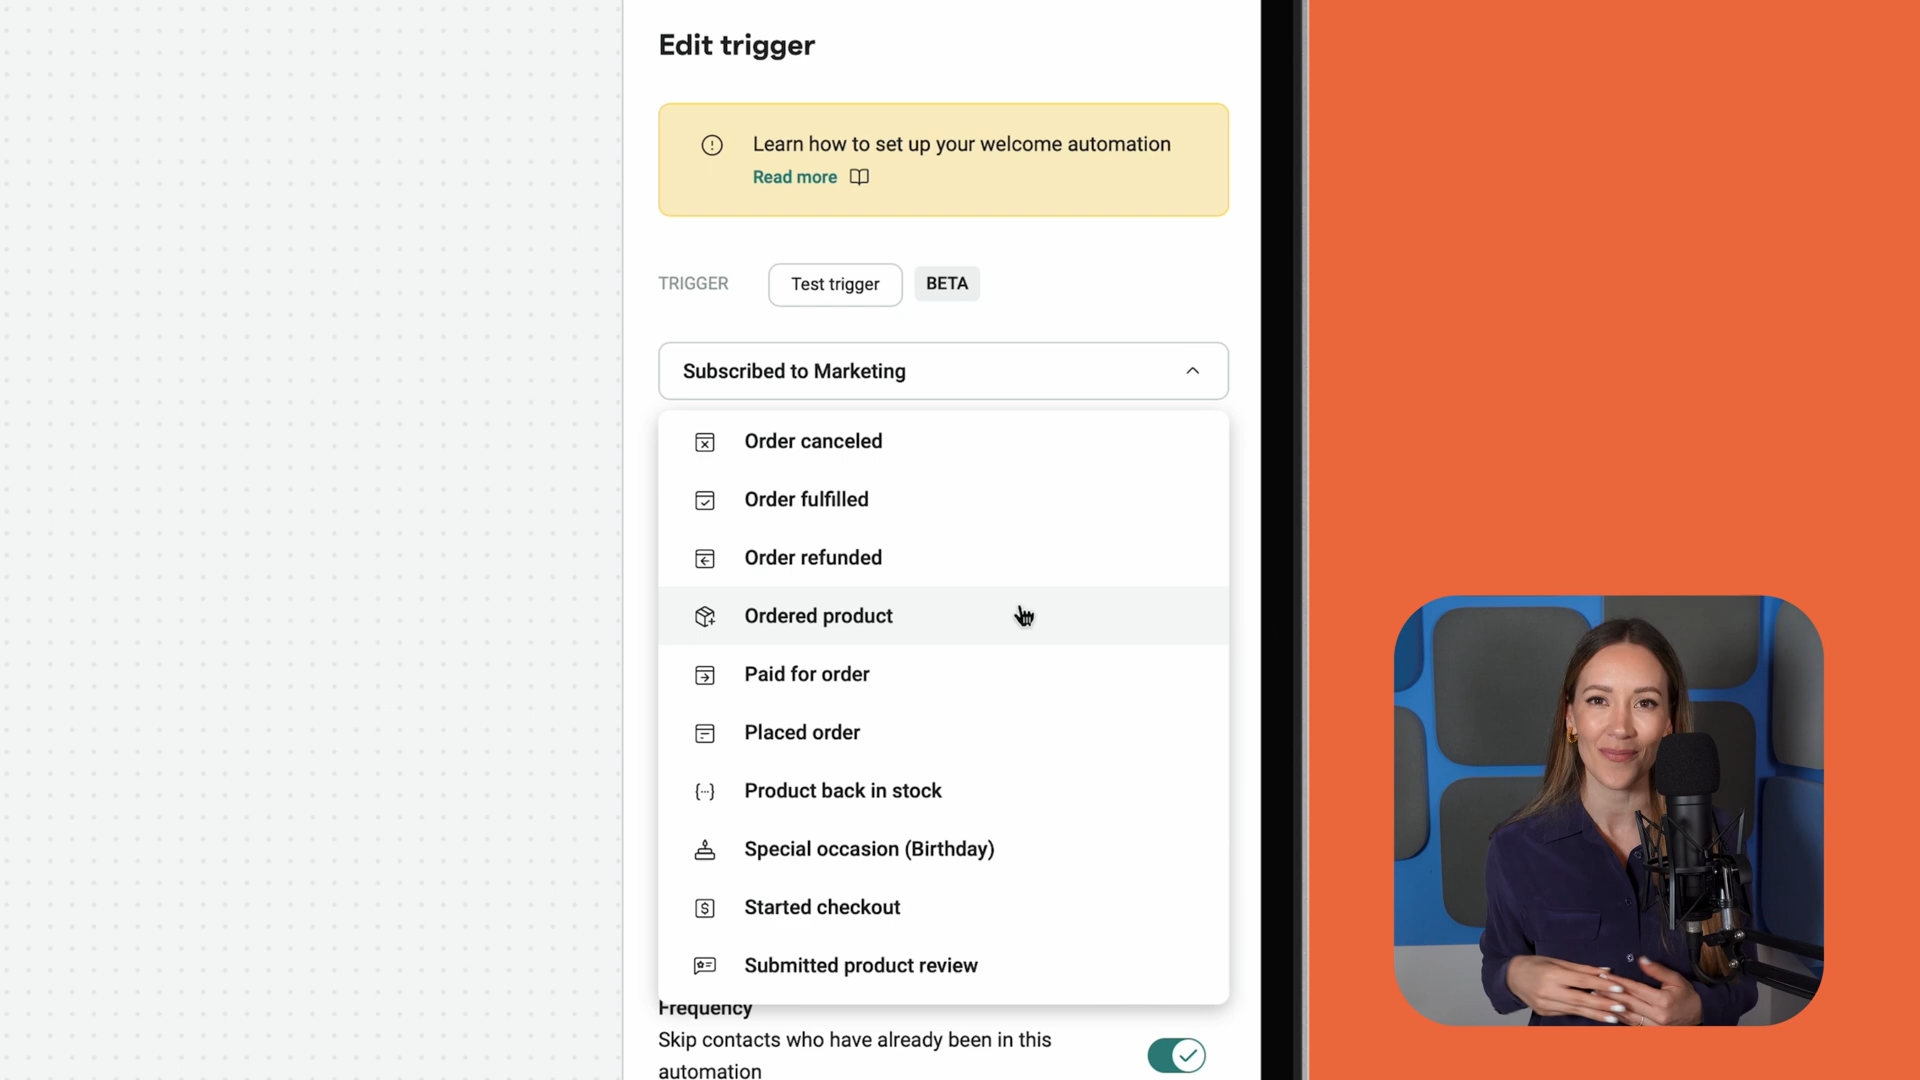 Edit trigger
Learn how to set up your welcome automation
Read more
TRIGGER
Test trigger
BETA
Subscribed to Marketing
Order canceled
Order fulfilled
Order refunded
Ordered product
Paid for order
Placed order
Product back in stock
Special occasion (Birthday)
Started checkout
Submitted product review
Frequency
Skip contacts who have already been in this
automation